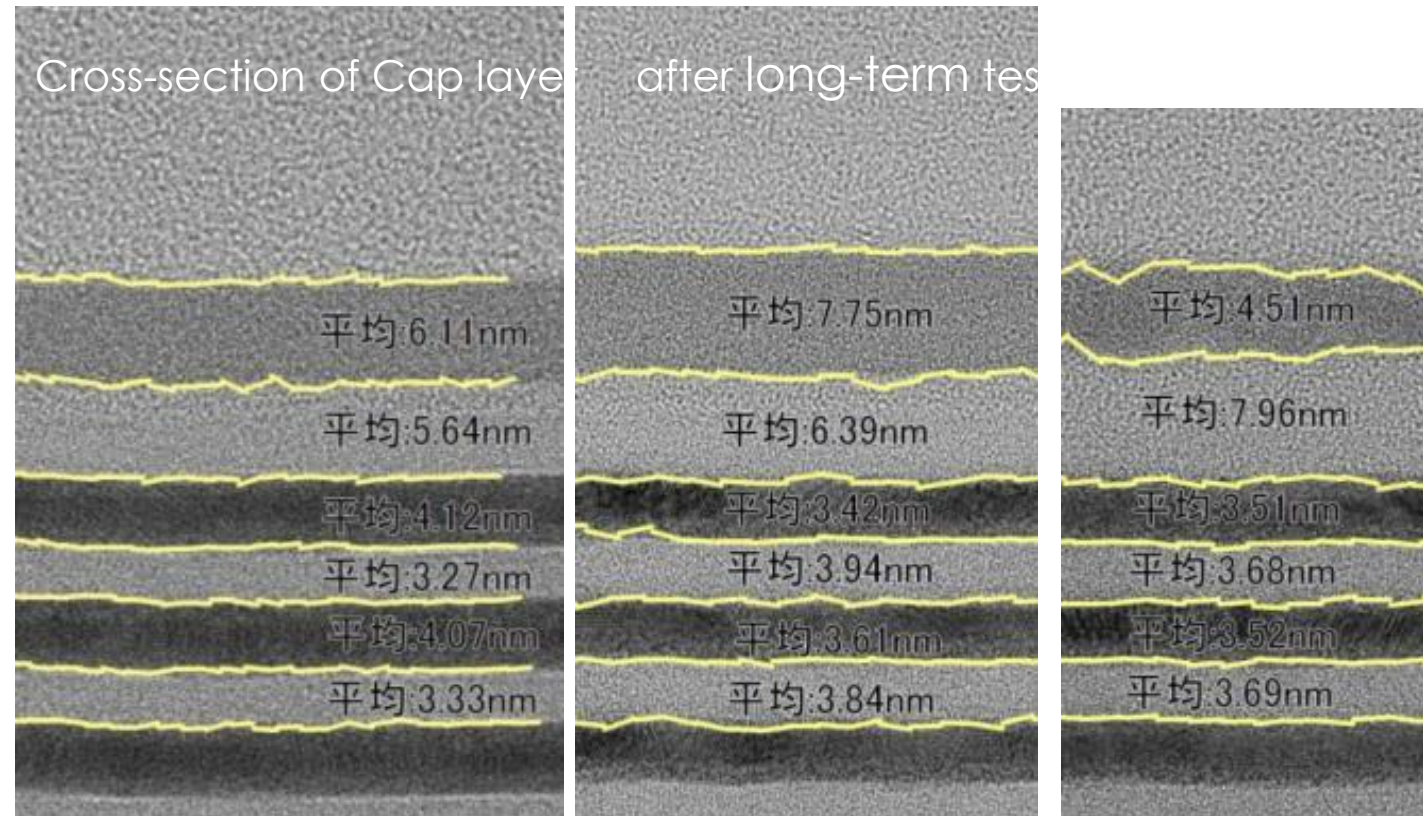 Cross-section of Cap layer after long-term tes
平均:6.11nm
平均:5.64nm
平均:4.12nm
平均:3.27nm
平均:4.07nm
平均:3.33nm
平均:7.75nm
平均:6.39nm
平均:3.42nm
平均:3.94nm
平均:3.61nm
平均:3.84nm
平均:4.51nm
平均:7.96nm
平均:3.51nm
平均:3.68nm
平均:3.52nm
平均:3.69nm